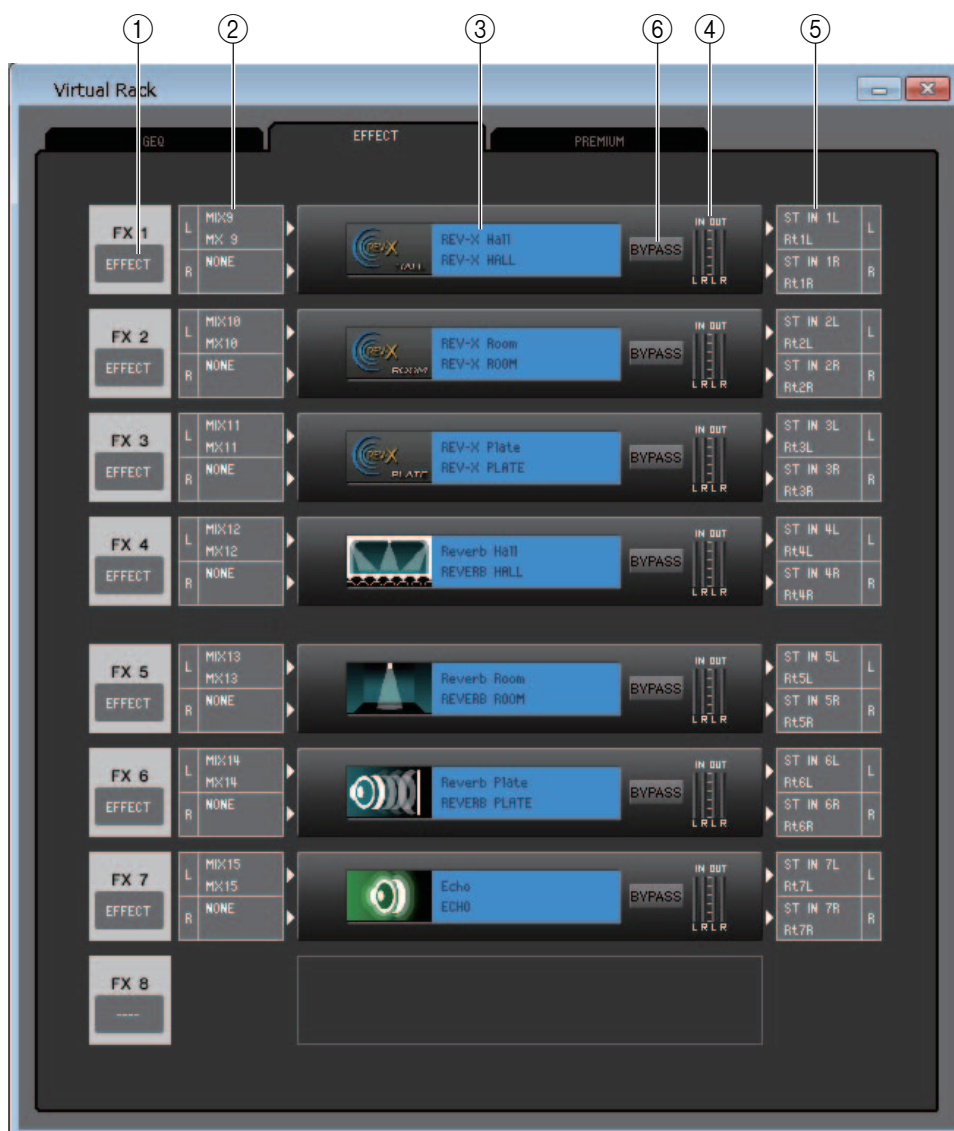 ① ② ③ ⑥ ④ ⑤
Virtual Rack
GEQ EFFECT PREMIUM
FX 1
EFFECT
L MIX9
MX 9
R NONE
REV-X HALL
REV-X Hall
REV-X HALL
BYPASS
IN OUT
L R L R
ST IN 1L L
Rt1L
ST IN 1R R
Rt1R
FX 2
EFFECT
L MIX10
MX10
R NONE
REV-X ROOM
REV-X Room
REV-X ROOM
BYPASS
IN OUT
L R L R
ST IN 2L L
Rt2L
ST IN 2R R
Rt2R
FX 3
EFFECT
L MIX11
MX11
R NONE
REV-X PLATE
REV-X Plate
REV-X PLATE
BYPASS
IN OUT
L R L R
ST IN 3L L
Rt3L
ST IN 3R R
Rt3R
FX 4
EFFECT
L MIX12
MX12
R NONE
Reverb Hall
REVERB HALL
BYPASS
IN OUT
L R L R
ST IN 4L L
Rt4L
ST IN 4R R
Rt4R
FX 5
EFFECT
L MIX13
MX13
R NONE
Reverb Room
REVERB ROOM
BYPASS
IN OUT
L R L R
ST IN 5L L
Rt5L
ST IN 5R R
Rt5R
FX 6
EFFECT
L MIX14
MX14
R NONE
Reverb Plate
REVERB PLATE
BYPASS
IN OUT
L R L R
ST IN 6L L
Rt6L
ST IN 6R R
Rt6R
FX 7
EFFECT
L MIX15
MX15
R NONE
Echo
ECHO
BYPASS
IN OUT
L R L R
ST IN 7L L
Rt7L
ST IN 7R R
Rt7R
FX 8
----